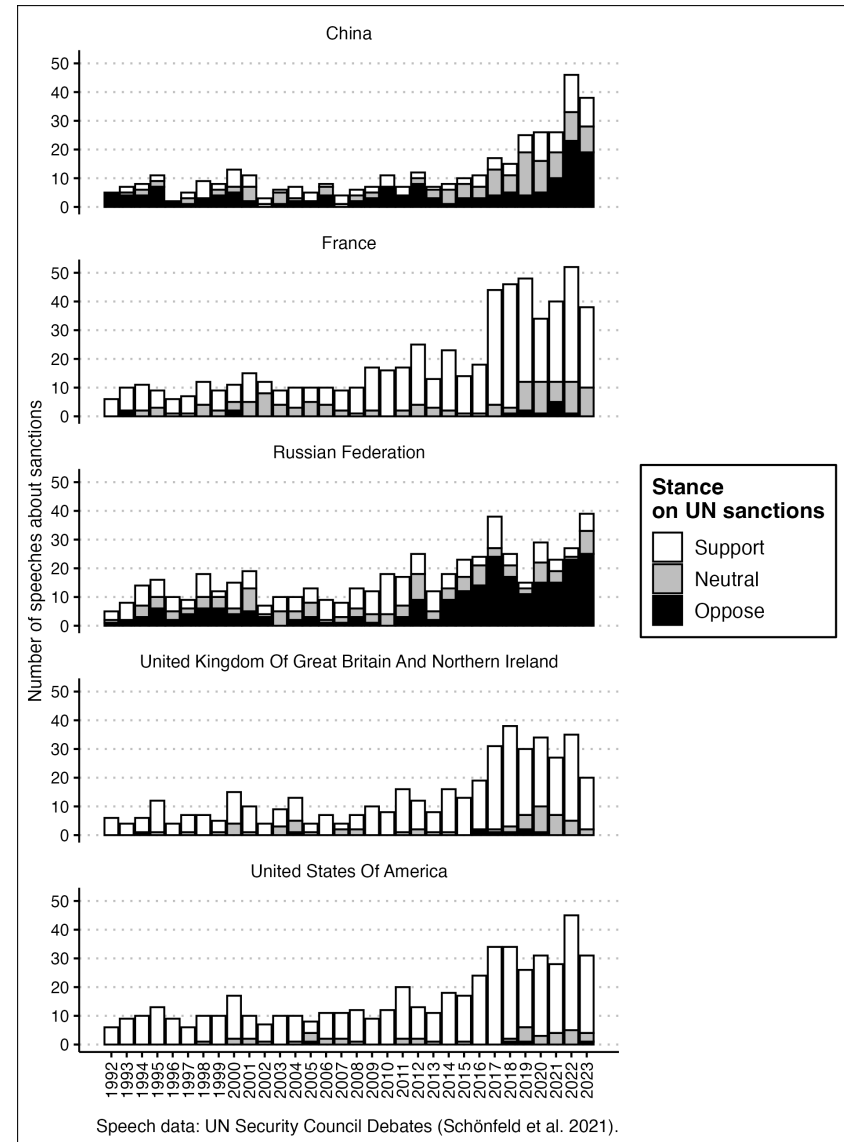 China
50
40
30
20
10
0
France
50
40
30
20
10
0
Russian Federation
50
40
30
20
10
0
United Kingdom Of Great Britain And Northern Ireland
50
40
30
20
10
0
United States Of America
50
40
30
20
10
0
Number of speeches about sanctions
1992 1993 1994 1995 1996 1997 1998 1999 2000 2001 2002 2003 2004 2005 2006 2007 2008 2009 2010 2011 2012 2013 2014 2015 2016 2017 2018 2019 2020 2021 2022 2023
Stance
on UN sanctions
Support
Neutral
Oppose
Speech data: UN Security Council Debates (Schönfeld et al. 2021).